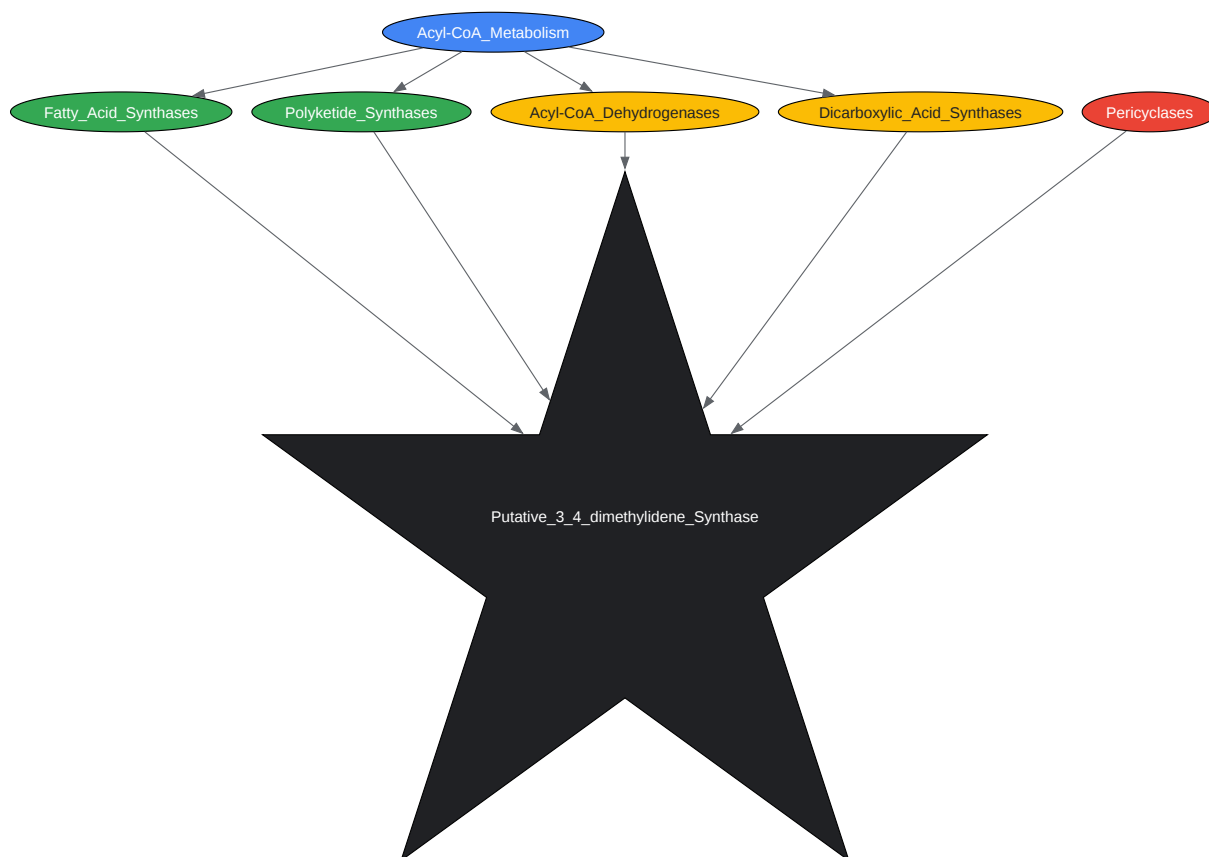 Acyl-CoA_Metabolism
Fatty_Acid_Synthases
Polyketide_Synthases
Acyl-CoA_Dehydrogenases
Dicarboxylic_Acid_Synthases
Pericyclases
Putative_3_4_dimethylidene_Synthase